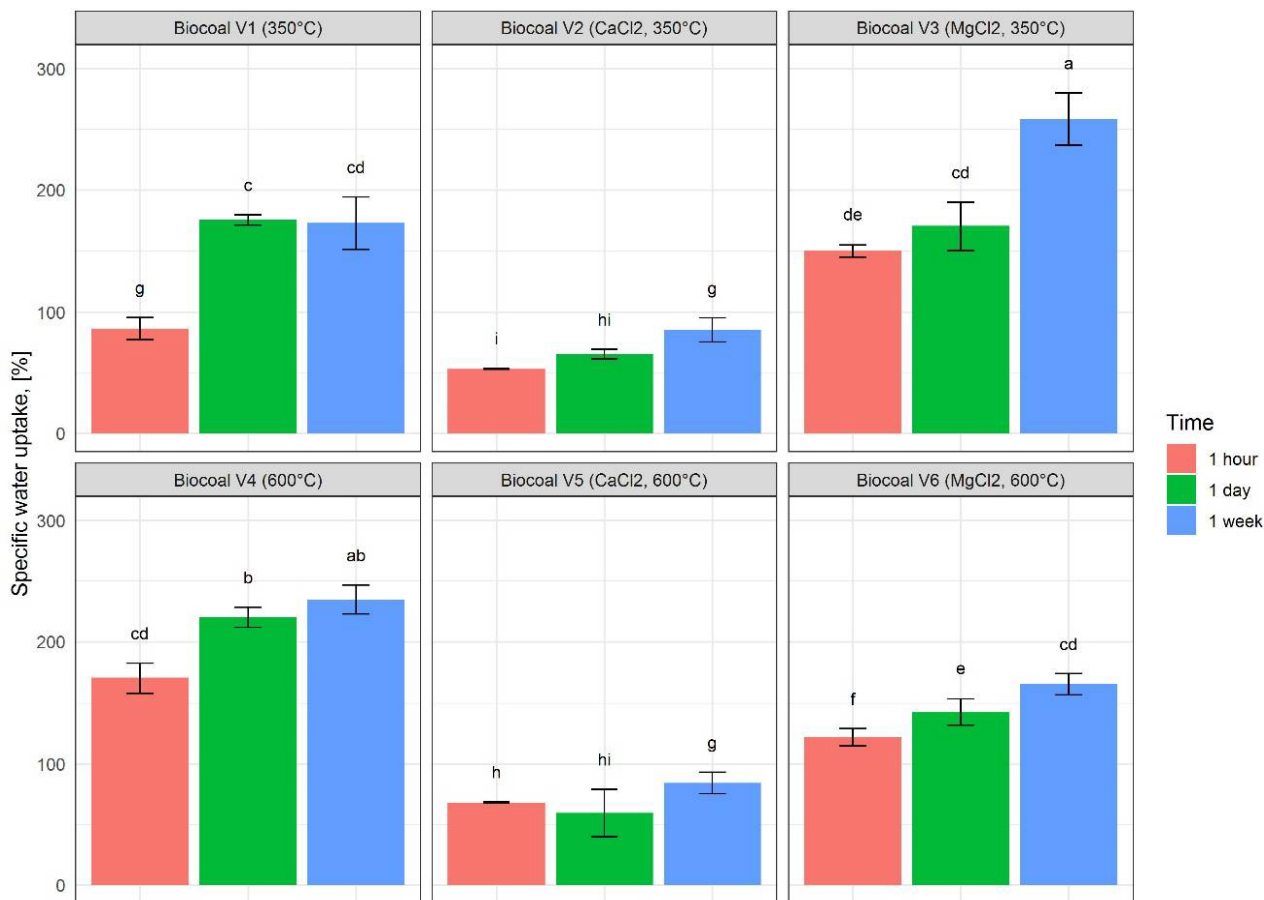 Biocoal V1 (350°C)
Biocoal V2 (CaCl2, 350°C)
Biocoal V3 (MgCl2, 350°C)
300
200
100
0
g
c
cd
i
hi
g
de
cd
a
Biocoal V4 (600°C)
Biocoal V5 (CaCl2, 600°C)
Biocoal V6 (MgCl2, 600°C)
300
200
100
0
cd
b
ab
h
hi
g
f
e
cd
Specific water uptake, [%]
Time
1 hour
1 day
1 week